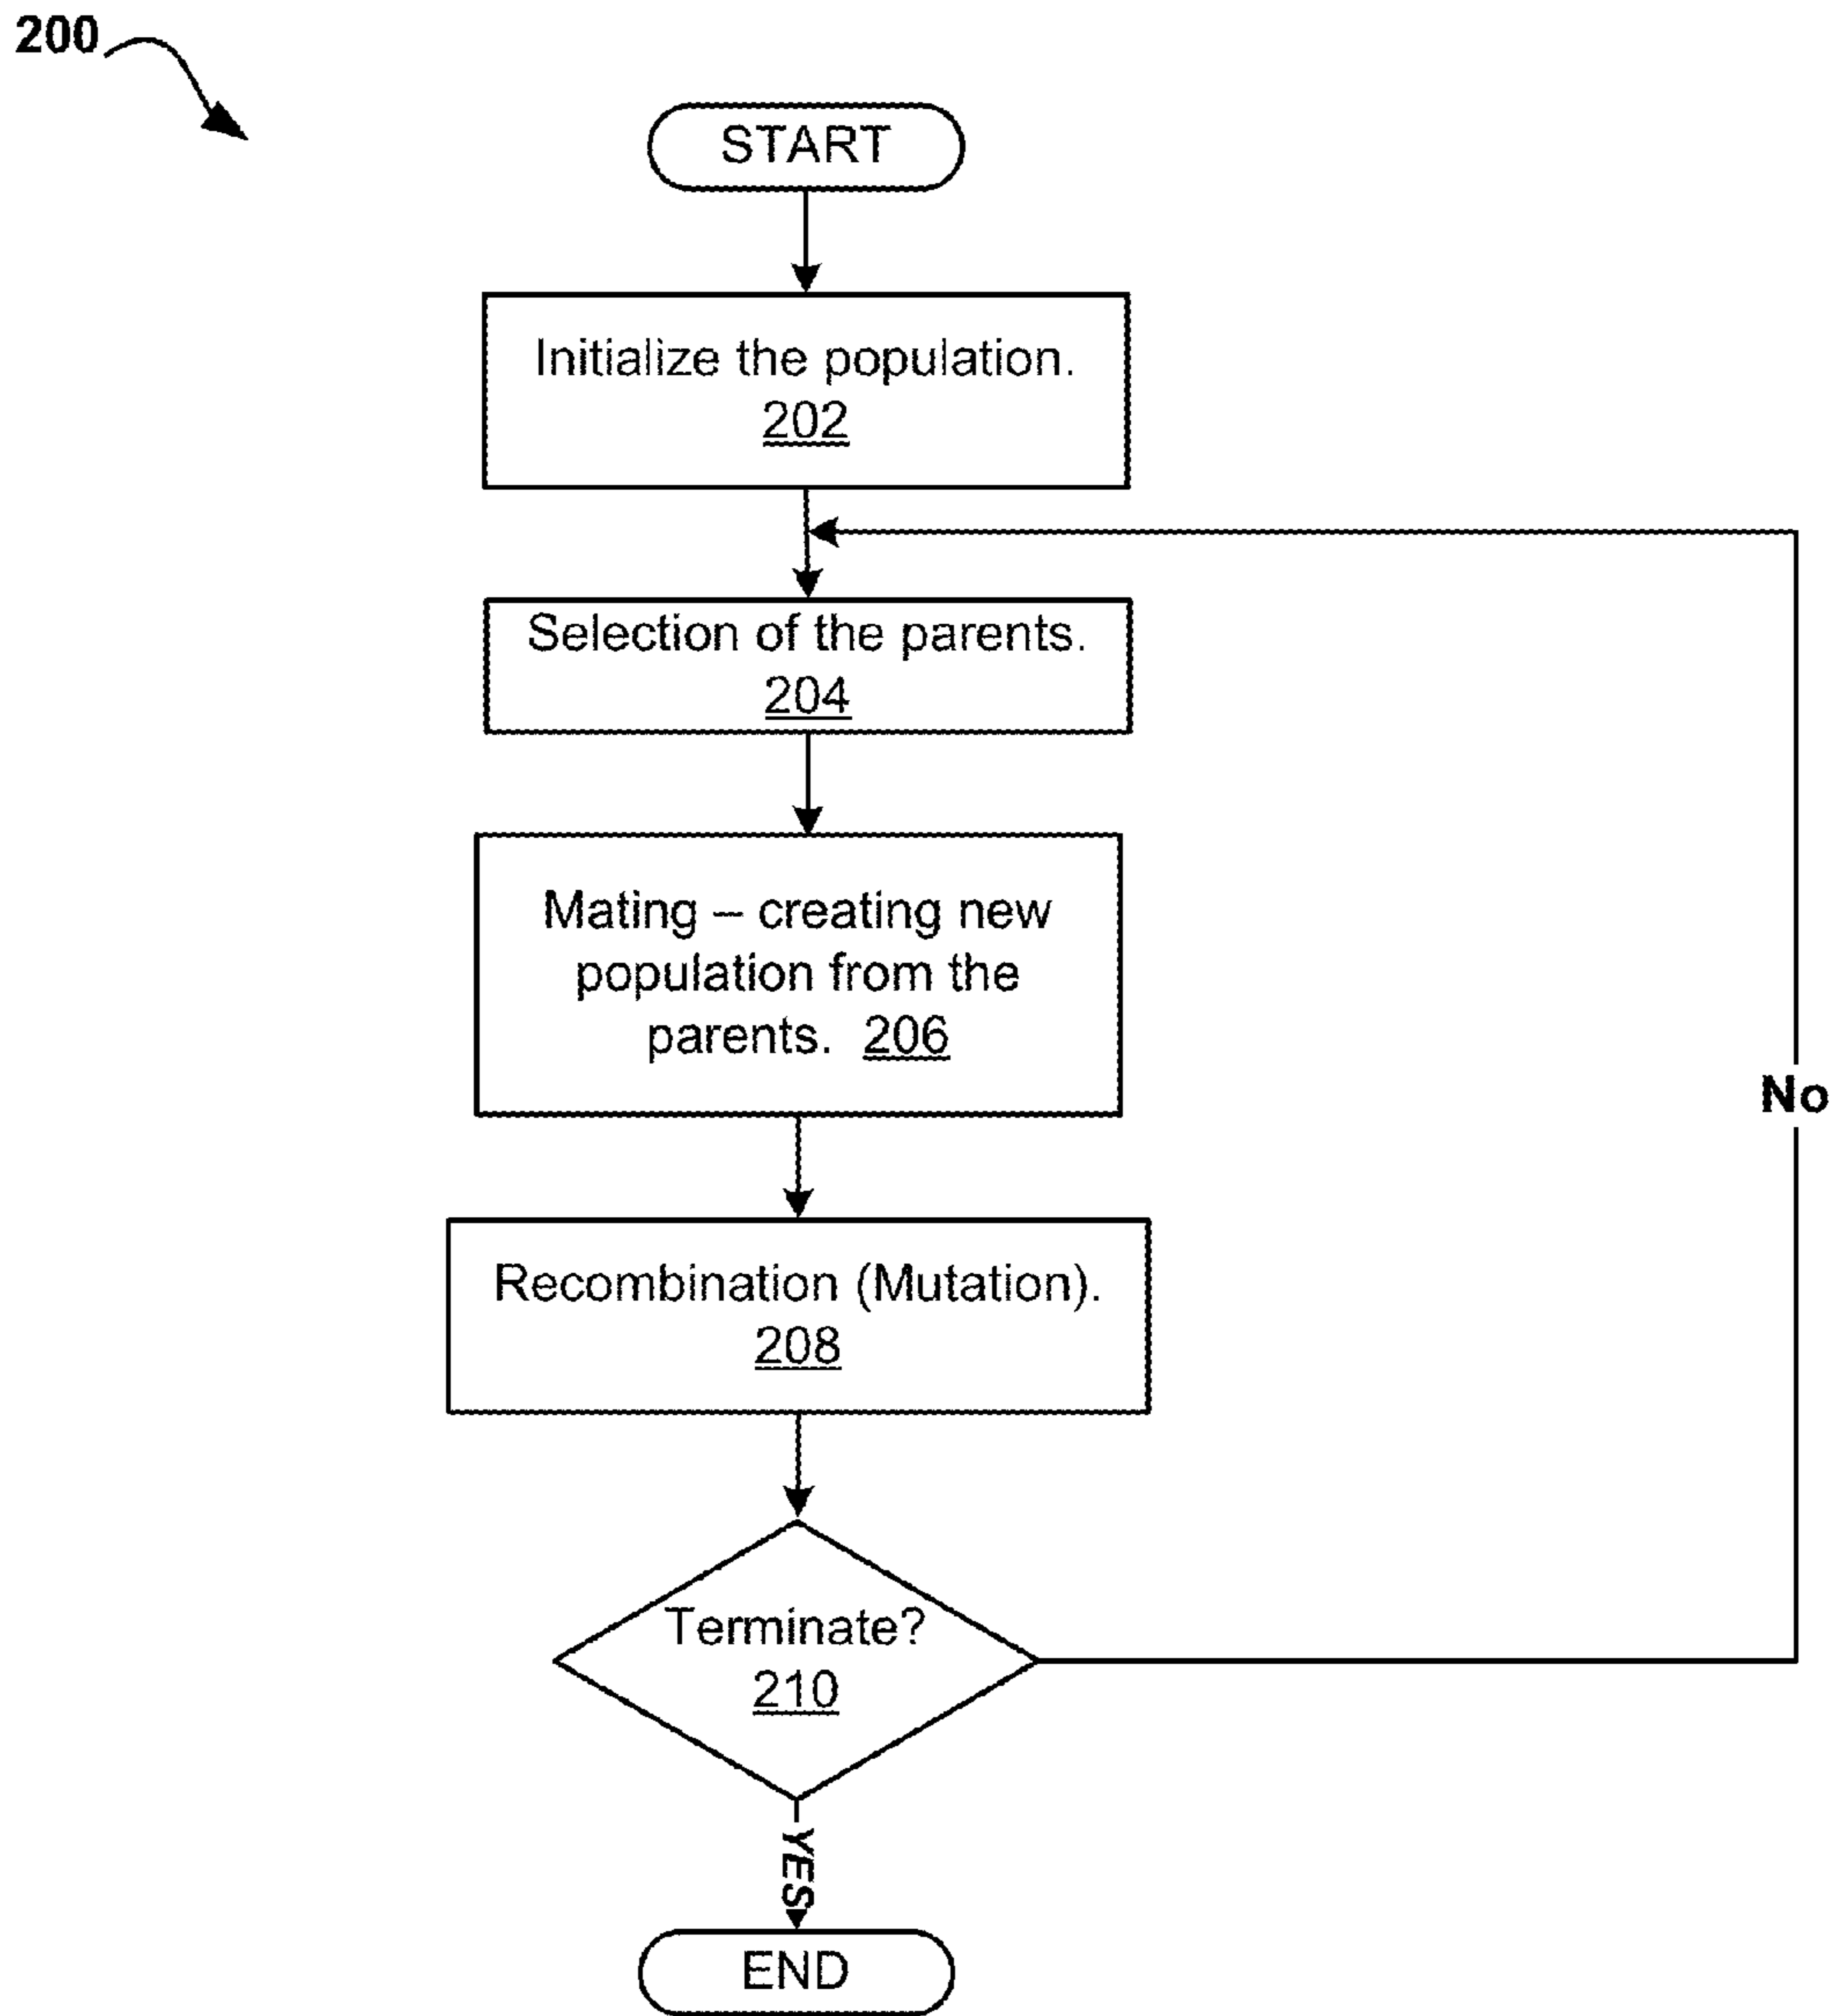 200
START
Initialize the population.
202
Selection of the parents.
204
Mating – creating new
population from the
parents. 206
No
Recombination (Mutation).
208
Terminate?
210
YES
END